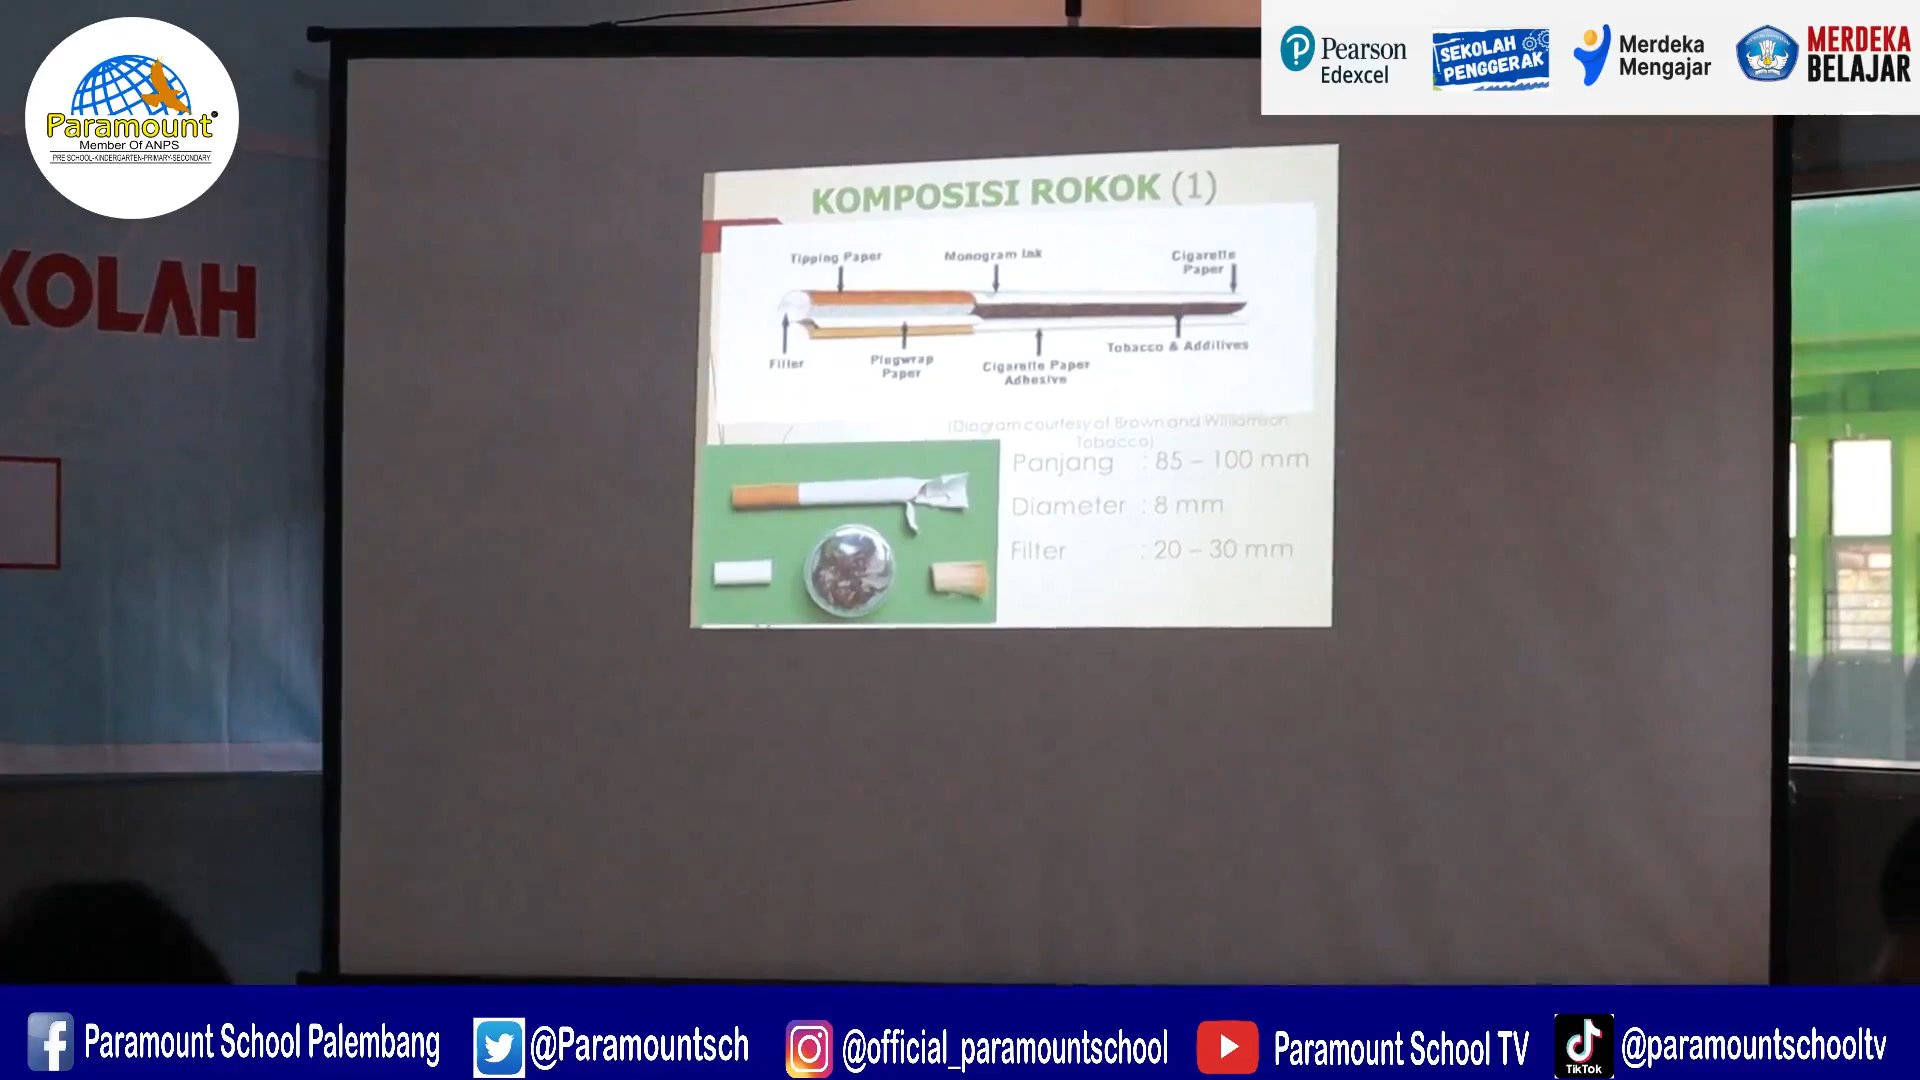 Paramount
Member Of ANPS
PRE SCHOOL-KINDERGARTEN-PRIMARY-SECONDARY
Pearson
Edexcel
SEKOLAH
PENGGERAK
Merdeka
Mengajar
MERDEKA
BELAJAR
KOLAH
KOMPOSISI ROKOK (1)
Tipping Paper
Monogram Ink
Cigarette
Paper
Filter
Plugwrap
Paper
Cigarette Paper
Adhesive
Tobacco & Additives
(Diagram courtesy of Brown and Williamson
Tobacco)
Panjang : 85 – 100 mm
Diameter : 8 mm
Filter : 20 – 30 mm
Paramount School Palembang
@Paramountsch
@official_paramountschool
Paramount School TV
TikTok
@paramountschooltv